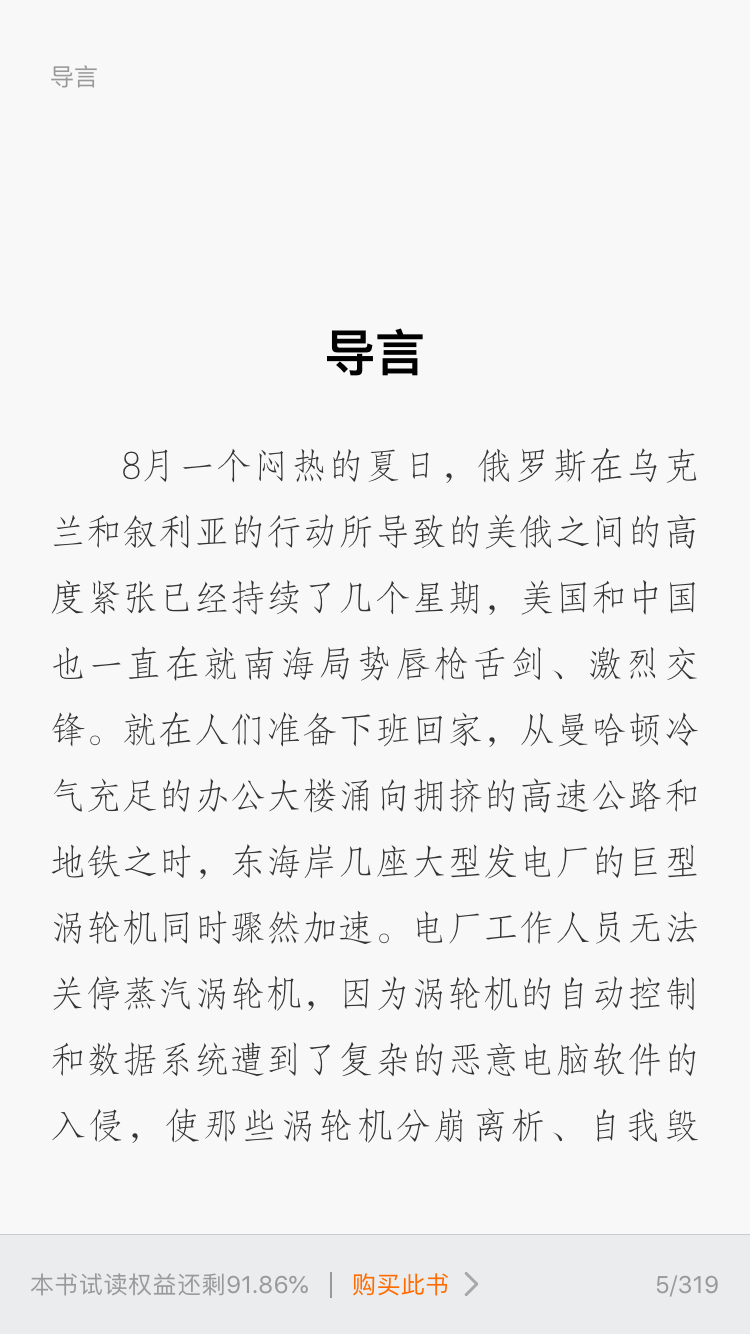 导言
导言
8月一个闷热的夏日，俄罗斯在乌克
兰和叙利亚的行动所导致的美俄之间的高
度紧张已经持续了几个星期，美国和中国
也一直在就南海局势唇枪舌剑、激烈交
锋。就在人们准备下班回家，从曼哈顿冷
气充足的办公大楼涌向拥挤的高速公路和
地铁之时，东海岸几座大型发电厂的巨型
涡轮机同时骤然加速。电厂工作人员无法
关停蒸汽涡轮机，因为涡轮机的自动控制
和数据系统遭到了复杂的恶意电脑软件的
入侵，使那些涡轮机分崩离析、自我毁
本书试读权益还剩91.86% | 购买此书 > 5/319